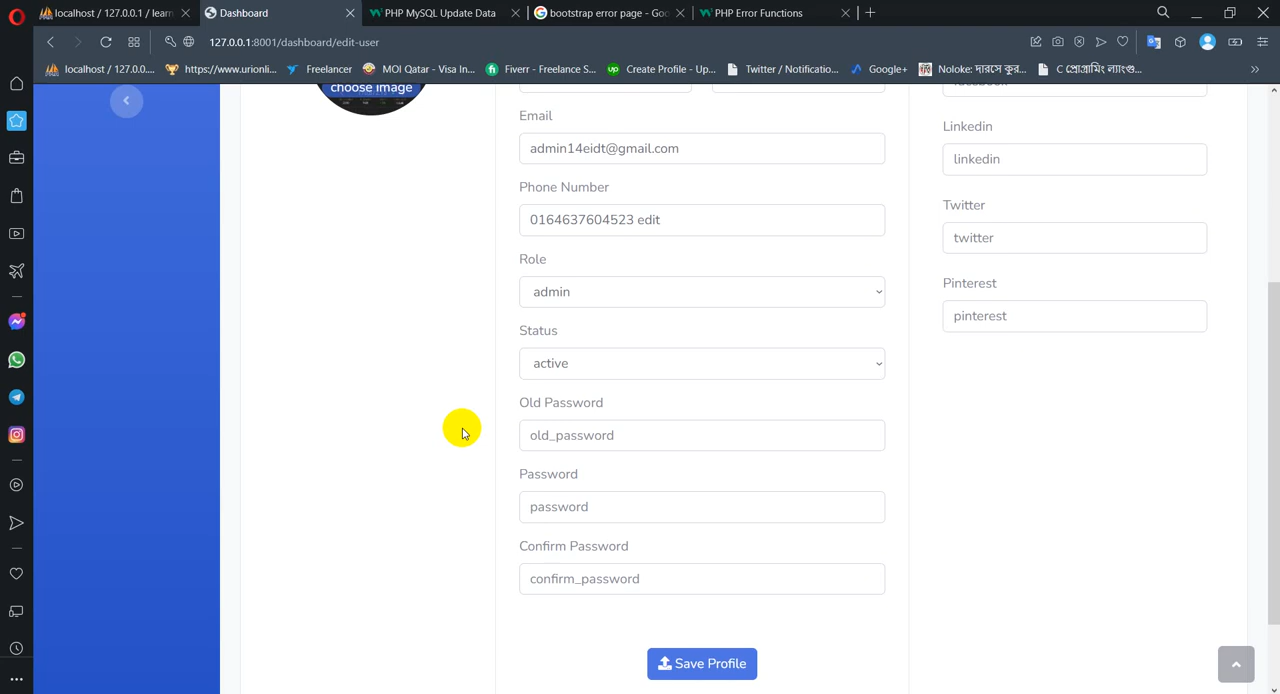 localhost / 127.0.0.1 / learn
Dashboard
PHP MySQL Update Data
bootstrap error page - Goo
PHP Error Functions
127.0.0.1:8001/dashboard/edit-user
localhost / 127.0.0....
https://www.urionli...
Freelancer
MOI Qatar - Visa In...
Fiverr - Freelance S...
Create Profile - Up...
Twitter / Notificatio...
Google+
Noloke: দারসে কুর...
C প্রোগ্রামিং ল্যাংগু...
choose image
Email
admin14eidt@gmail.com
Phone Number
0164637604523 edit
Role
admin
Status
active
Old Password
old_password
Password
password
Confirm Password
confirm_password
Save Profile
Linkedin
linkedin
Twitter
twitter
Pinterest
pinterest